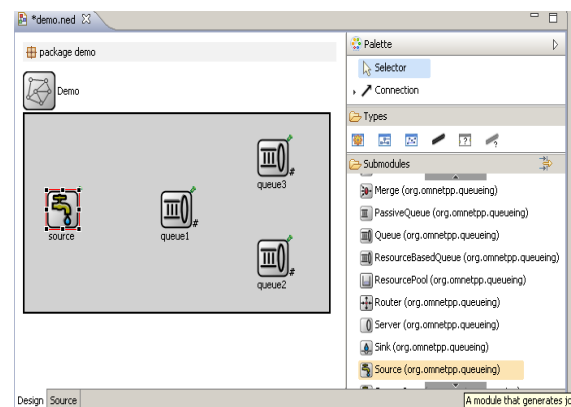 *demo.ned
package demo
Demo
source
queue1
#
queue3
#
queue2
#
Palette
Selector
Connection
Types
Submodules
Merge (org.omnetpp.queueing)
PassiveQueue (org.omnetpp.queueing)
Queue (org.omnetpp.queueing)
ResourceBasedQueue (org.omnetpp.queueing)
ResourcePool (org.omnetpp.queueing)
Router (org.omnetpp.queueing)
Server (org.omnetpp.queueing)
Sink (org.omnetpp.queueing)
Source (org.omnetpp.queueing)
Design Source
A module that generates jo